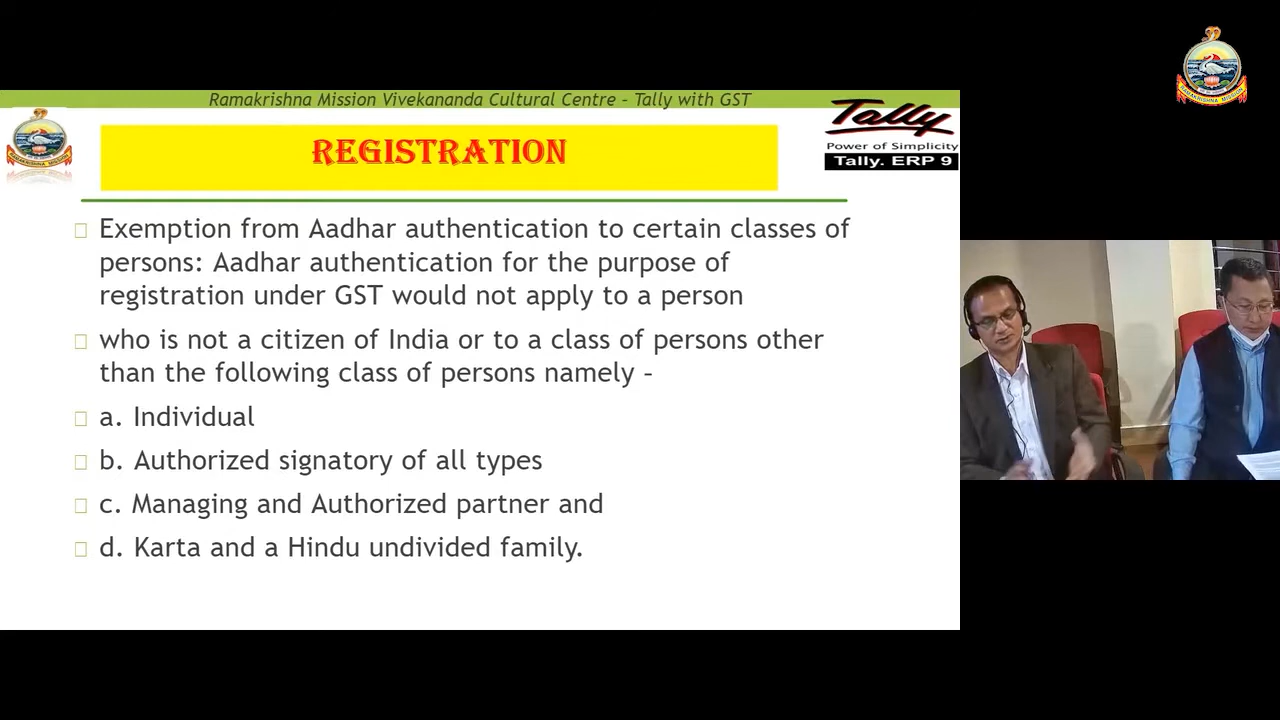 Ramakrishna Mission Vivekananda Cultural Centre – Tally with GST
REGISTRATION
Tally
Power of Simplicity
Tally. ERP 9
Exemption from Aadhar authentication to certain classes of
persons: Aadhar authentication for the purpose of
registration under GST would not apply to a person
who is not a citizen of India or to a class of persons other
than the following class of persons namely –
a. Individual
b. Authorized signatory of all types
c. Managing and Authorized partner and
d. Karta and a Hindu undivided family.
RAMAKRISHNA MISSION